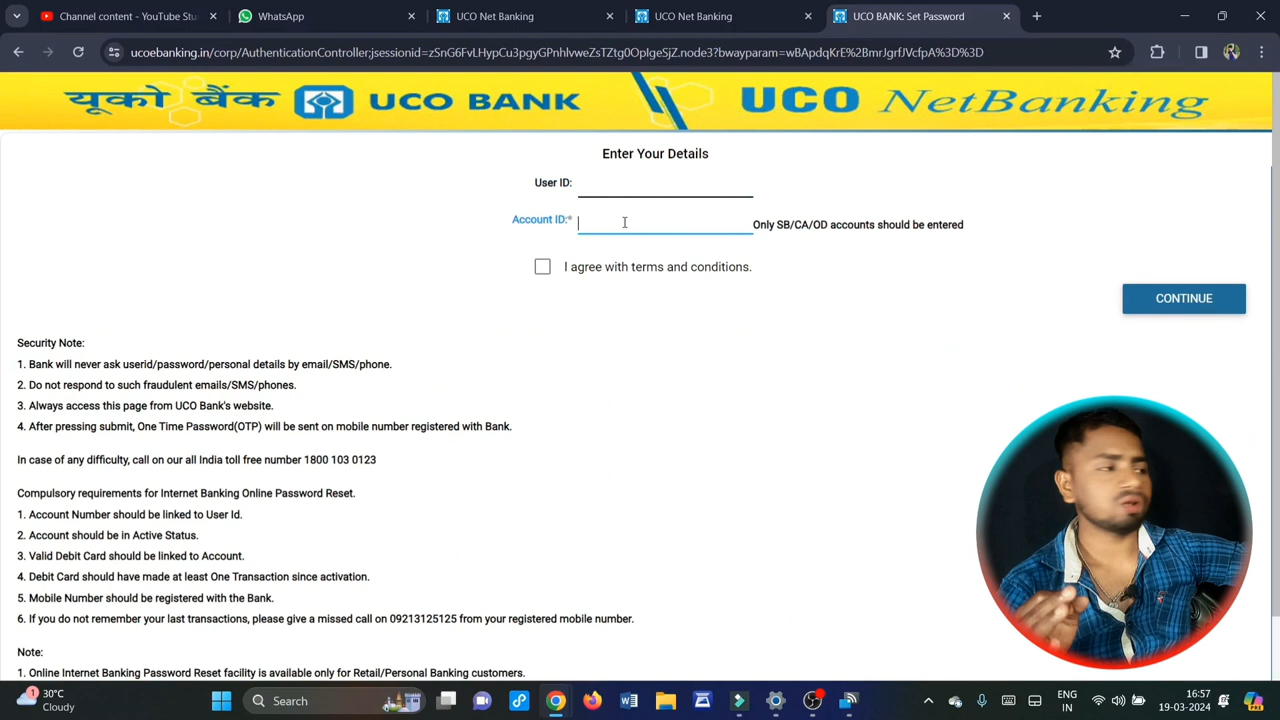 Channel content - YouTube Stu
WhatsApp
UCO Net Banking
UCO Net Banking
UCO BANK: Set Password
ucoebanking.in/corp/AuthenticationController;jsessionid=zSnG6FvLHypCu3pgyGPnhlvweZsTZtg0OpIgeSjZ.node3?bwayparam=wBApdqKrE%2BmrJgrfJVcfpA%3D%3D
यूको बैंक UCO BANK
UCO NetBanking
Enter Your Details
User ID:
Account ID:*
Only SB/CA/OD accounts should be entered
I agree with terms and conditions.
CONTINUE
Security Note:
1. Bank will never ask userid/password/personal details by email/SMS/phone.
2. Do not respond to such fraudulent emails/SMS/phones.
3. Always access this page from UCO Bank's website.
4. After pressing submit, One Time Password(OTP) will be sent on mobile number registered with Bank.
In case of any difficulty, call on our all India toll free number 1800 103 0123
Compulsory requirements for Internet Banking Online Password Reset.
1. Account Number should be linked to User Id.
2. Account should be in Active Status.
3. Valid Debit Card should be linked to Account.
4. Debit Card should have made at least One Transaction since activation.
5. Mobile Number should be registered with the Bank.
6. If you do not remember your last transactions, please give a missed call on 09213125125 from your registered mobile number.
Note:
1. Online Internet Banking Password Reset facility is available only for Retail/Personal Banking customers.
1
30°C
Cloudy
Search
ENG
IN
16:57
19-03-2024